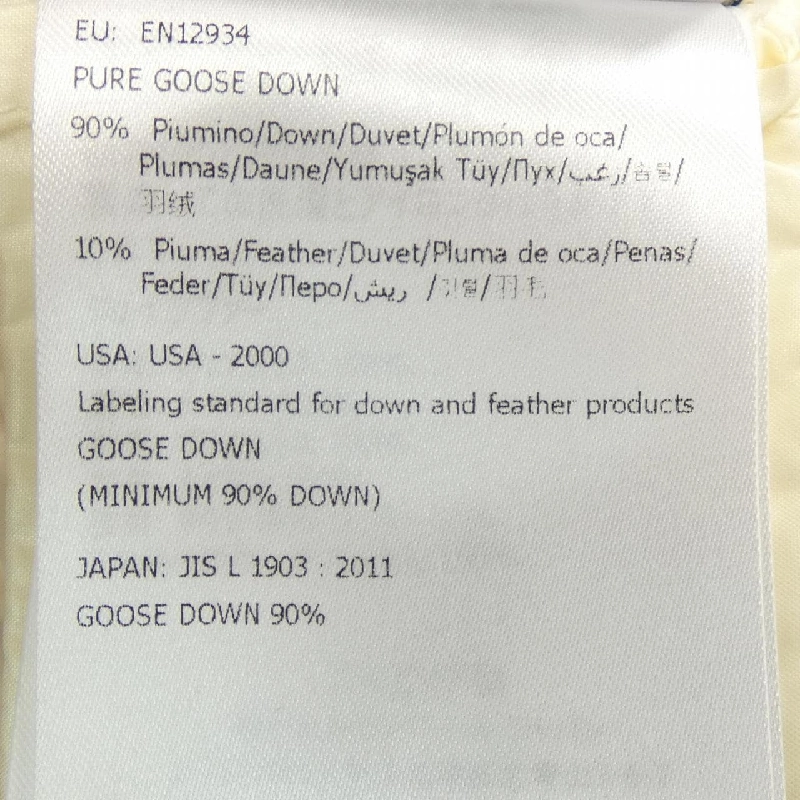 EU: EN12934
PURE GOOSE DOWN
90% Piumino/Down/Duvet/Plumón de oca/
Plumas/Daune/Yumuşak Tüy/Пух/رغب/솜털/
羽绒
10% Piuma/Feather/Duvet/Pluma de oca/Penas/
Feder/Tüy/Перо/ريش /깃털/羽毛
USA: USA - 2000
Labeling standard for down and feather products
GOOSE DOWN
(MINIMUM 90% DOWN)
JAPAN: JIS L 1903 : 2011
GOOSE DOWN 90%